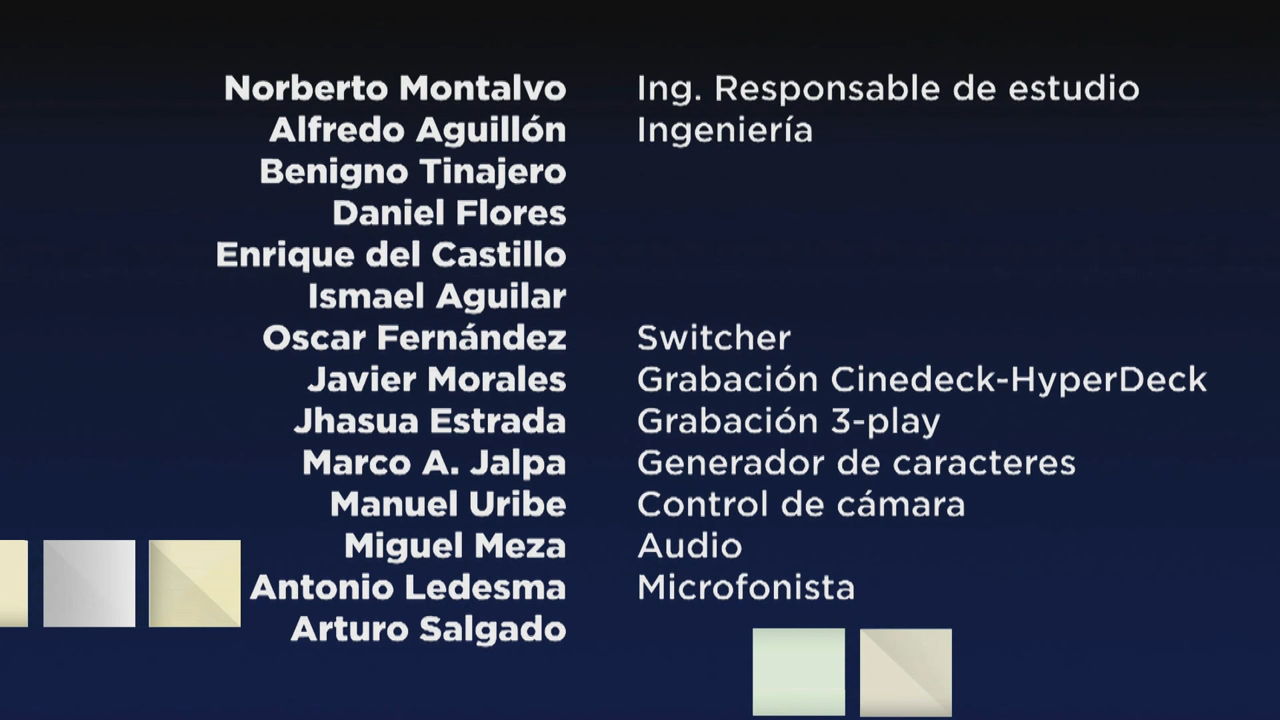 Norberto Montalvo Ing. Responsable de estudio
Alfredo Aguillón Ingeniería
Benigno Tinajero
Daniel Flores
Enrique del Castillo
Ismael Aguilar
Oscar Fernández Switcher
Javier Morales Grabación Cinedeck-HyperDeck
Jhasua Estrada Grabación 3-play
Marco A. Jalpa Generador de caracteres
Manuel Uribe Control de cámara
Miguel Meza Audio
Antonio Ledesma Microfonista
Arturo Salgado